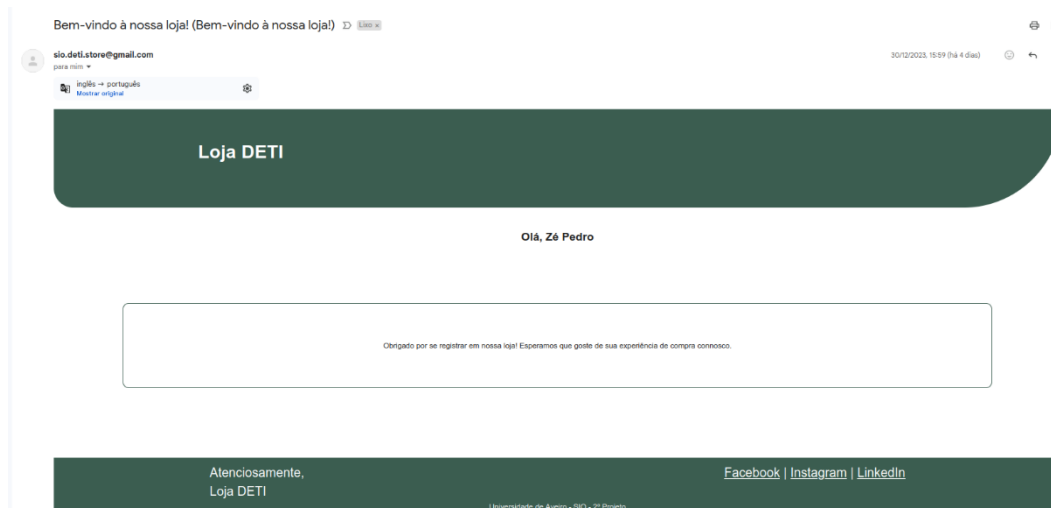 Bem-vindo à nossa loja! (Bem-vindo à nossa loja!) Lixo x
sio.deti.store@gmail.com 30/12/2023, 15:59 (há 4 dias)
para mim
inglês → português
Mostrar original
Loja DETI
Olá, Zé Pedro
Obrigado por se registrar em nossa loja! Esperamos que goste de sua experiência de compra connosco.
Atenciosamente, Facebook | Instagram | LinkedIn
Loja DETI
Universidade de Aveiro - SIO - 2º Projeto